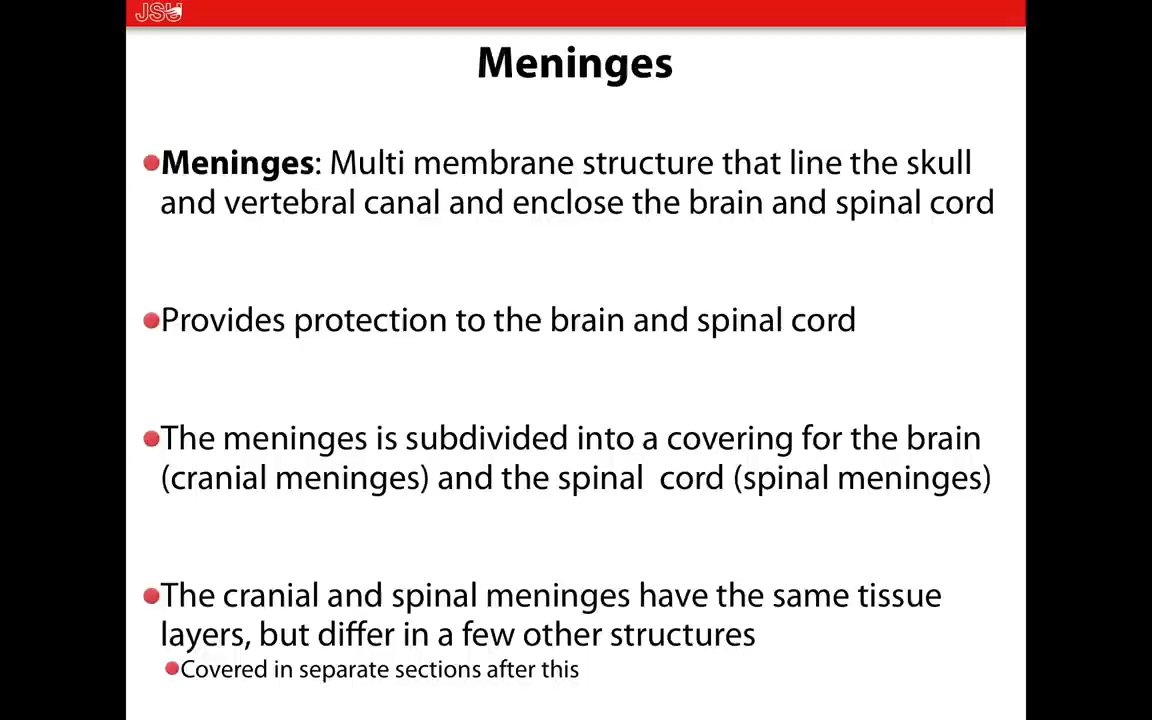 JSU
Meninges
Meninges: Multi membrane structure that line the skull
and vertebral canal and enclose the brain and spinal cord
Provides protection to the brain and spinal cord
The meninges is subdivided into a covering for the brain
(cranial meninges) and the spinal  cord (spinal meninges)
The cranial and spinal meninges have the same tissue
layers, but differ in a few other structures
Covered in separate sections after this